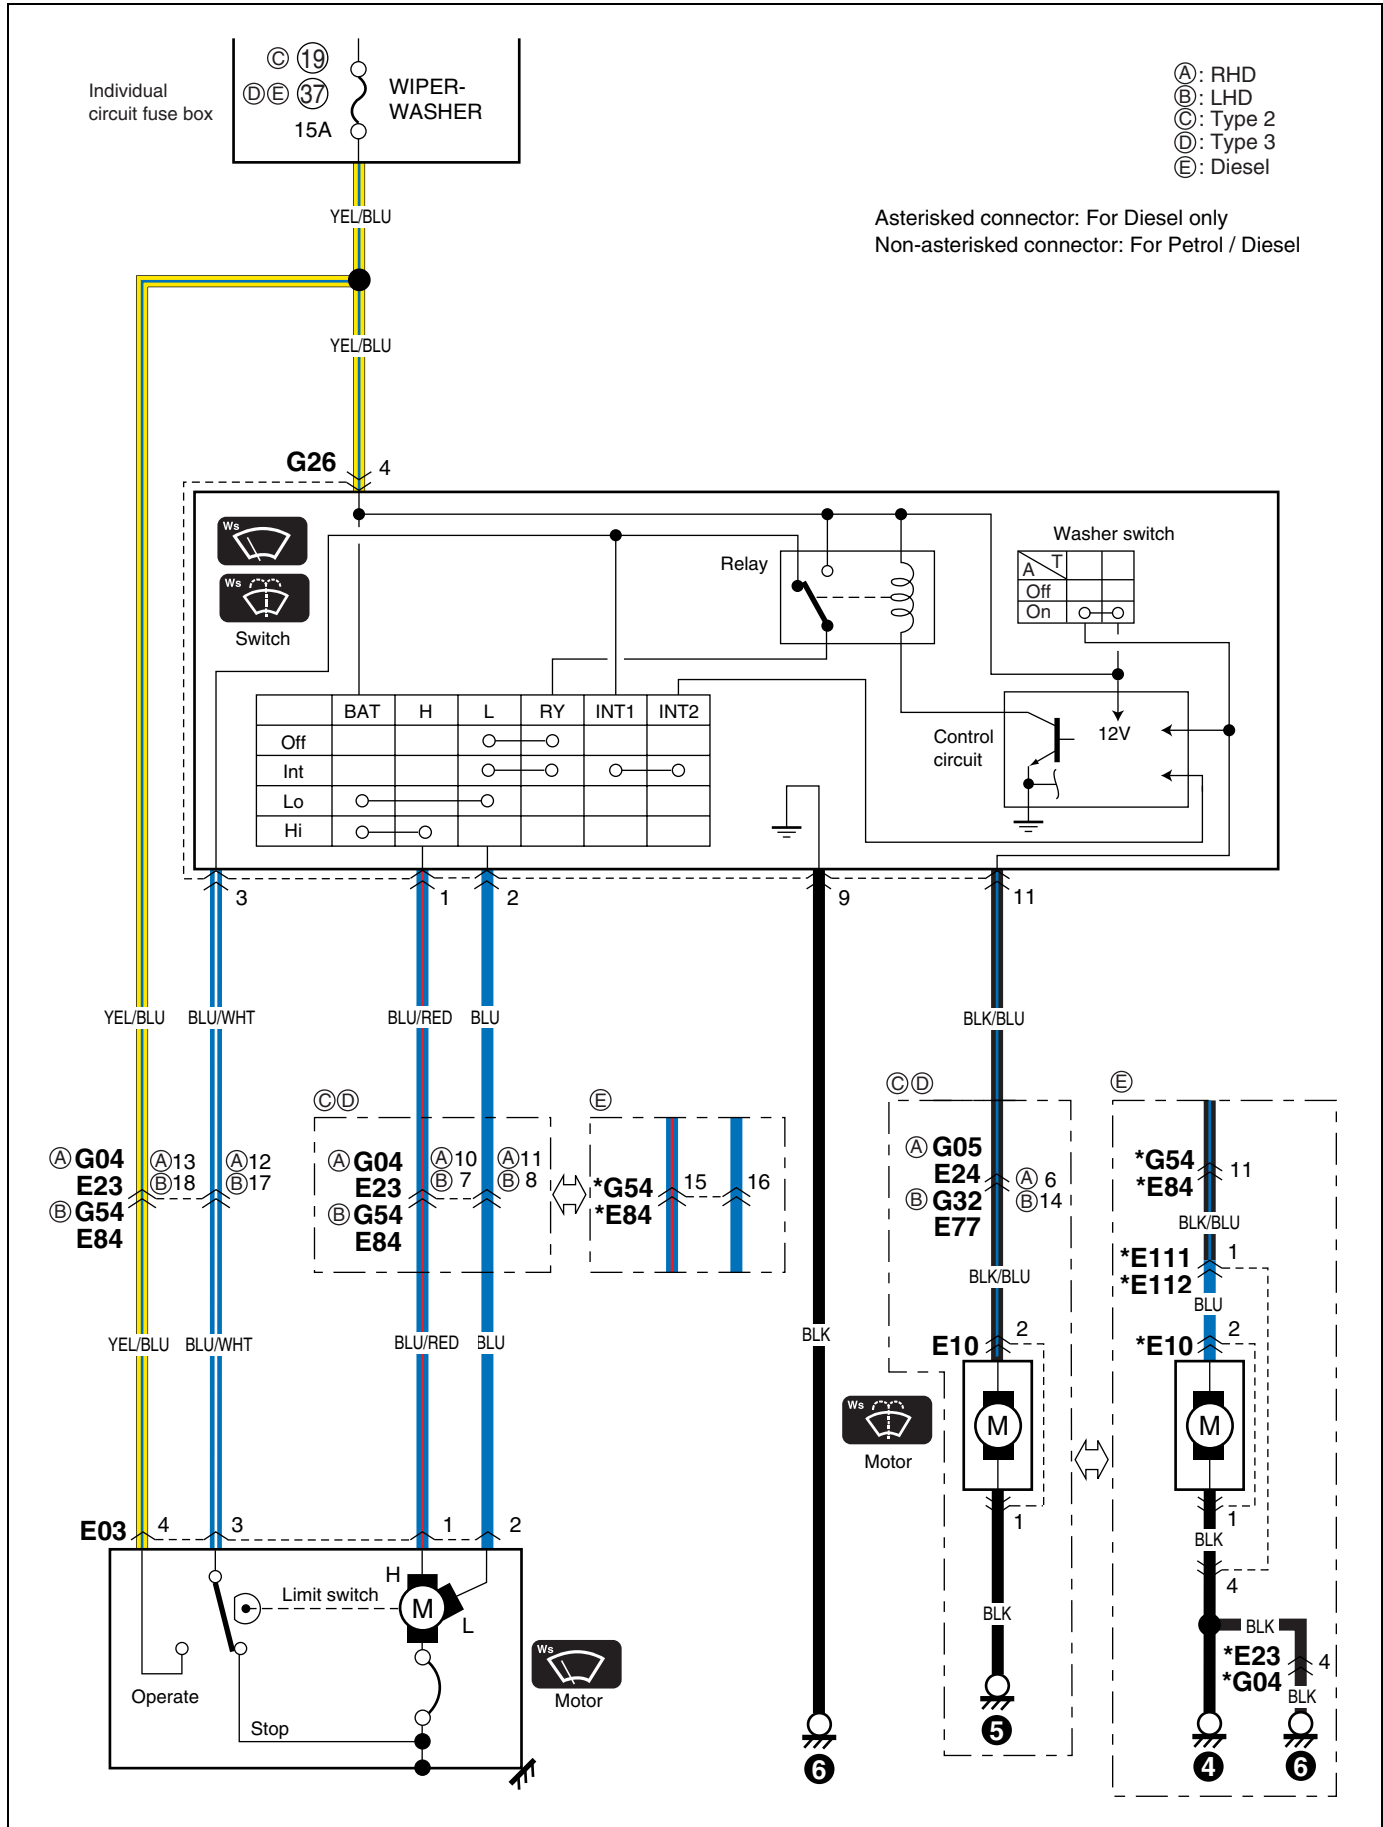 Individual
circuit fuse box
Ⓒ ⑲
ⒹⒺ ㊲
15A
WIPER-
WASHER
Ⓐ: RHD
Ⓑ: LHD
Ⓒ: Type 2
Ⓓ: Type 3
Ⓔ: Diesel
Asterisked connector: For Diesel only
Non-asterisked connector: For Petrol / Diesel
YEL/BLU
YEL/BLU
G26 4
Ws
Ws
Switch
Relay
Washer switch
A T
Off
On
BAT H L RY INT1 INT2
Off
Int
Lo
Hi
Control
circuit
12V
3 1 2 9 11
YEL/BLU BLU/WHT BLU/RED BLU BLK/BLU
ⒸⒹ Ⓔ ⒸⒹ Ⓔ
Ⓐ G04
E23
Ⓑ G54
E84
Ⓐ13
Ⓑ18
Ⓐ12
Ⓑ17
Ⓐ G04
E23
Ⓑ G54
E84
Ⓐ10
Ⓑ 7
Ⓐ11
Ⓑ 8
*G54
*E84
15 16
Ⓐ G05
E24
Ⓑ G32
E77
Ⓐ 6
Ⓑ14
BLK/BLU
*G54
*E84
11
BLK/BLU
*E111
*E112
1
BLU
YEL/BLU BLU/WHT BLU/RED BLU BLK
E10 2
*E10 2
M
M
Ws
Motor
1
1
BLK
4
BLK
BLK
*E23
*G04
4
BLK
5
4
6
6
E03 4 3 1 2
Limit switch
H
M
L
Operate
Stop
Ws
Motor